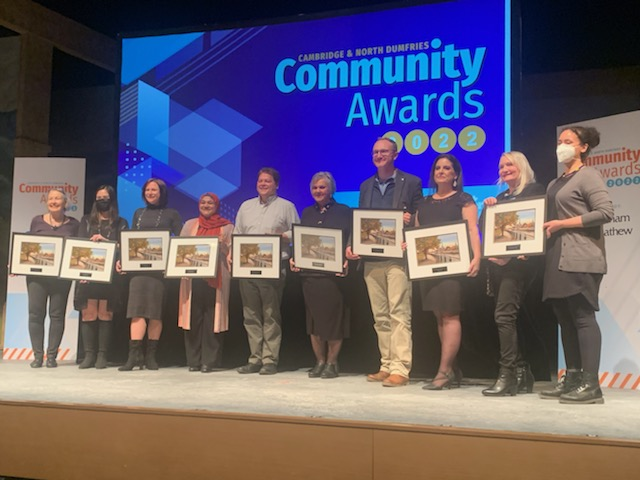 CAMBRIDGE & NORTH DUMFRIES
Community
Awards
2022
Community
Awards
Community
Awards
2022